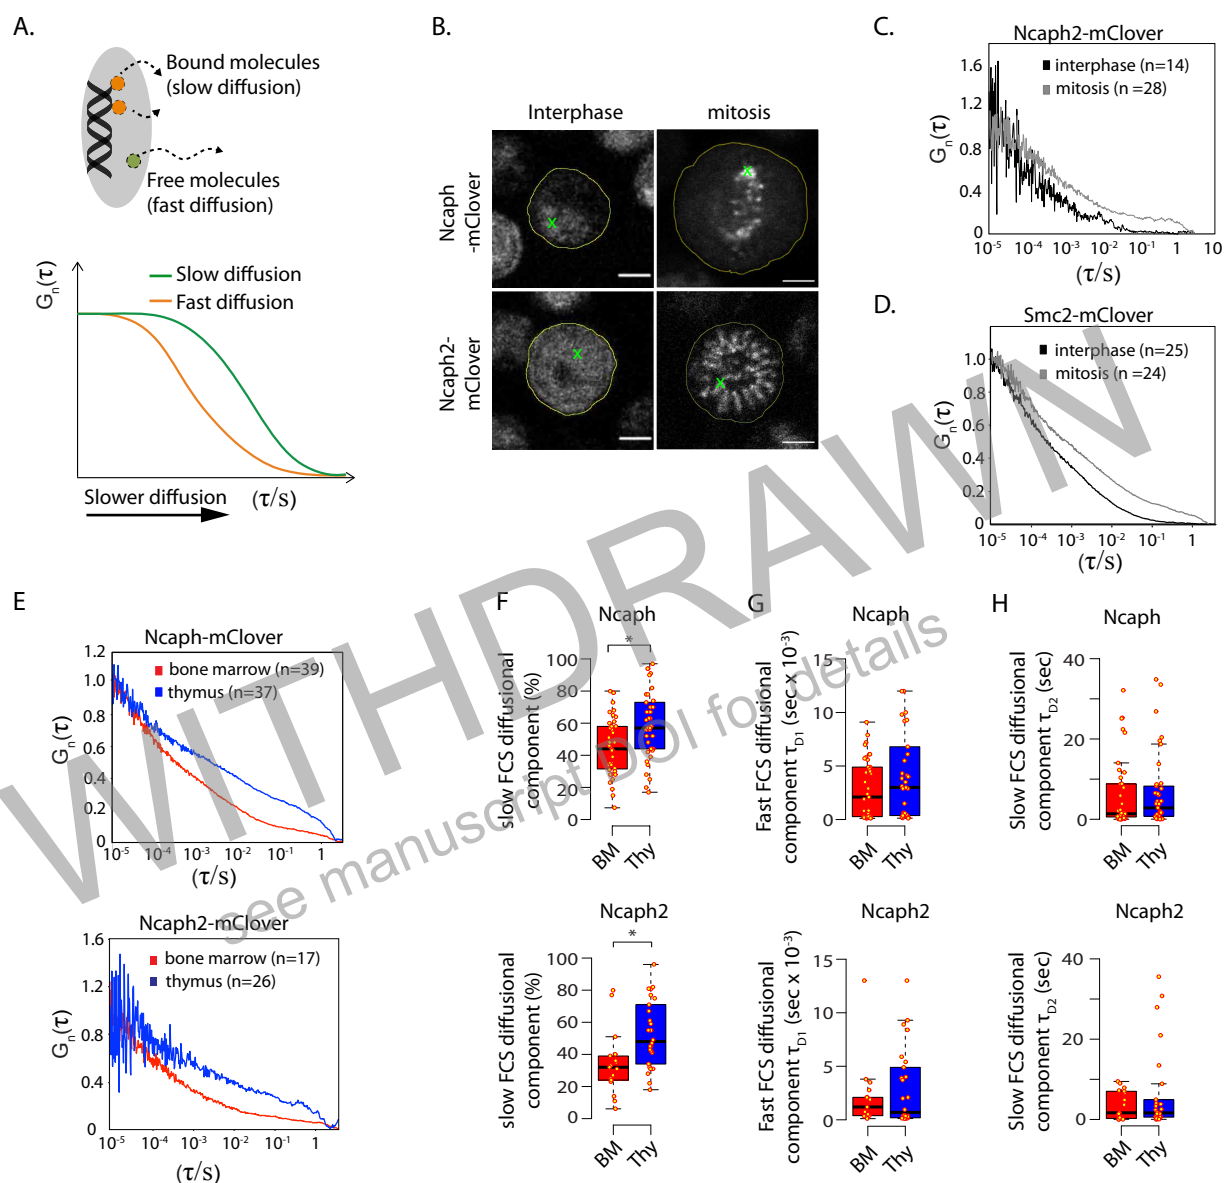 A.
Bound molecules
(slow diffusion)
Free molecules
(fast diffusion)
Gn(τ)
Slow diffusion
Fast diffusion
Slower diffusion
(τ/s)
B.
Interphase
mitosis
Ncaph
-mClover
Ncaph2-
mClover
x
x
x
x
C.
Ncaph2-mClover
interphase (n=14)
mitosis (n =28)
Gn(τ)
1.6
1.2
0.8
0.4
0
10-5
10-4
10-3
10-2
10-1
1
10
(τ/s)
D.
Smc2-mClover
interphase (n=25)
mitosis (n =24)
Gn(τ)
1.0
0.8
0.6
0.4
0.2
0
10-5
10-4
10-3
10-2
10-1
1
(τ/s)
E
Ncaph-mClover
bone marrow (n=39)
thymus (n=37)
Gn(τ)
1.2
1.0
0.8
0.6
0.4
0.2
0
10-5
10-4
10-3
10-2
10-1
1
(τ/s)
Ncaph2-mClover
bone marrow (n=17)
thymus (n=26)
Gn(τ)
1.6
1.2
0.8
0.4
0
10-5
10-4
10-3
10-2
10-1
1
(τ/s)
F
Ncaph
*
slow FCS diffusional
component (%)
100
80
60
40
20
0
BM
Thy
Ncaph2
*
slow FCS diffusional
component (%)
100
80
60
40
20
0
BM
Thy
G
Ncaph
Fast FCS diffusional
component τD1 (sec x 10-3)
15
10
5
0
BM
Thy
Ncaph2
Fast FCS diffusional
component τD1 (sec x 10-3)
15
10
5
0
BM
Thy
H
Ncaph
Slow FCS diffusional
component τD2 (sec)
40
20
10
0
BM
Thy
Ncaph2
Slow FCS diffusional
component τD2 (sec)
40
20
0
BM
Thy
WITHDRAWN
see manuscript DOI for details